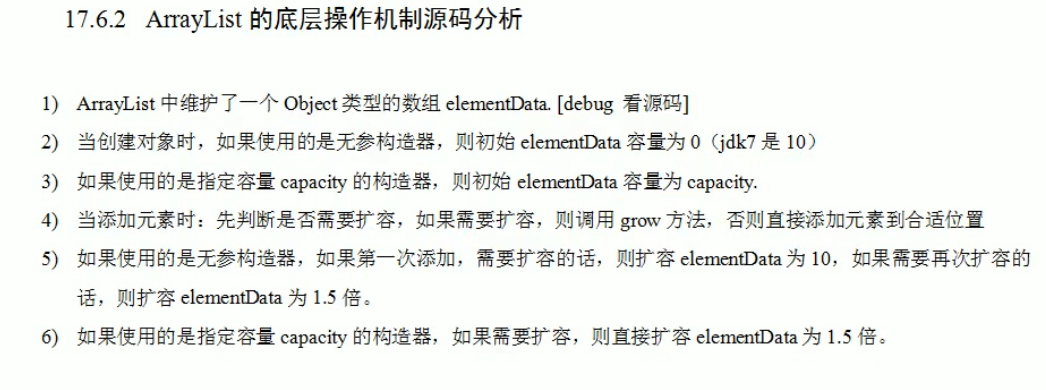 17.6.2 ArrayList 的底层操作机制源码分析
1) ArrayList 中维护了一个 Object 类型的数组 elementData. [debug 看源码]
2) 当创建对象时，如果使用的是无参构造器，则初始 elementData 容量为 0（jdk7 是 10）
3) 如果使用的是指定容量 capacity 的构造器，则初始 elementData 容量为 capacity.
4) 当添加元素时：先判断是否需要扩容，如果需要扩容，则调用 grow 方法，否则直接添加元素到合适位置
5) 如果使用的是无参构造器，如果第一次添加，需要扩容的话，则扩容 elementData 为 10，如果需要再次扩容的
话，则扩容 elementData 为 1.5 倍。
6) 如果使用的是指定容量 capacity 的构造器，如果需要扩容，则直接扩容 elementData 为 1.5 倍。